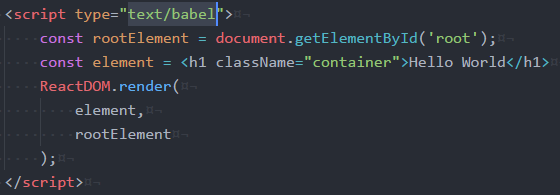 <script type="text/babel">
    const rootElement = document.getElementById('root');
    const element = <h1 className="container">Hello World</h1>
    ReactDOM.render(
        element,
        rootElement
    );
</script>